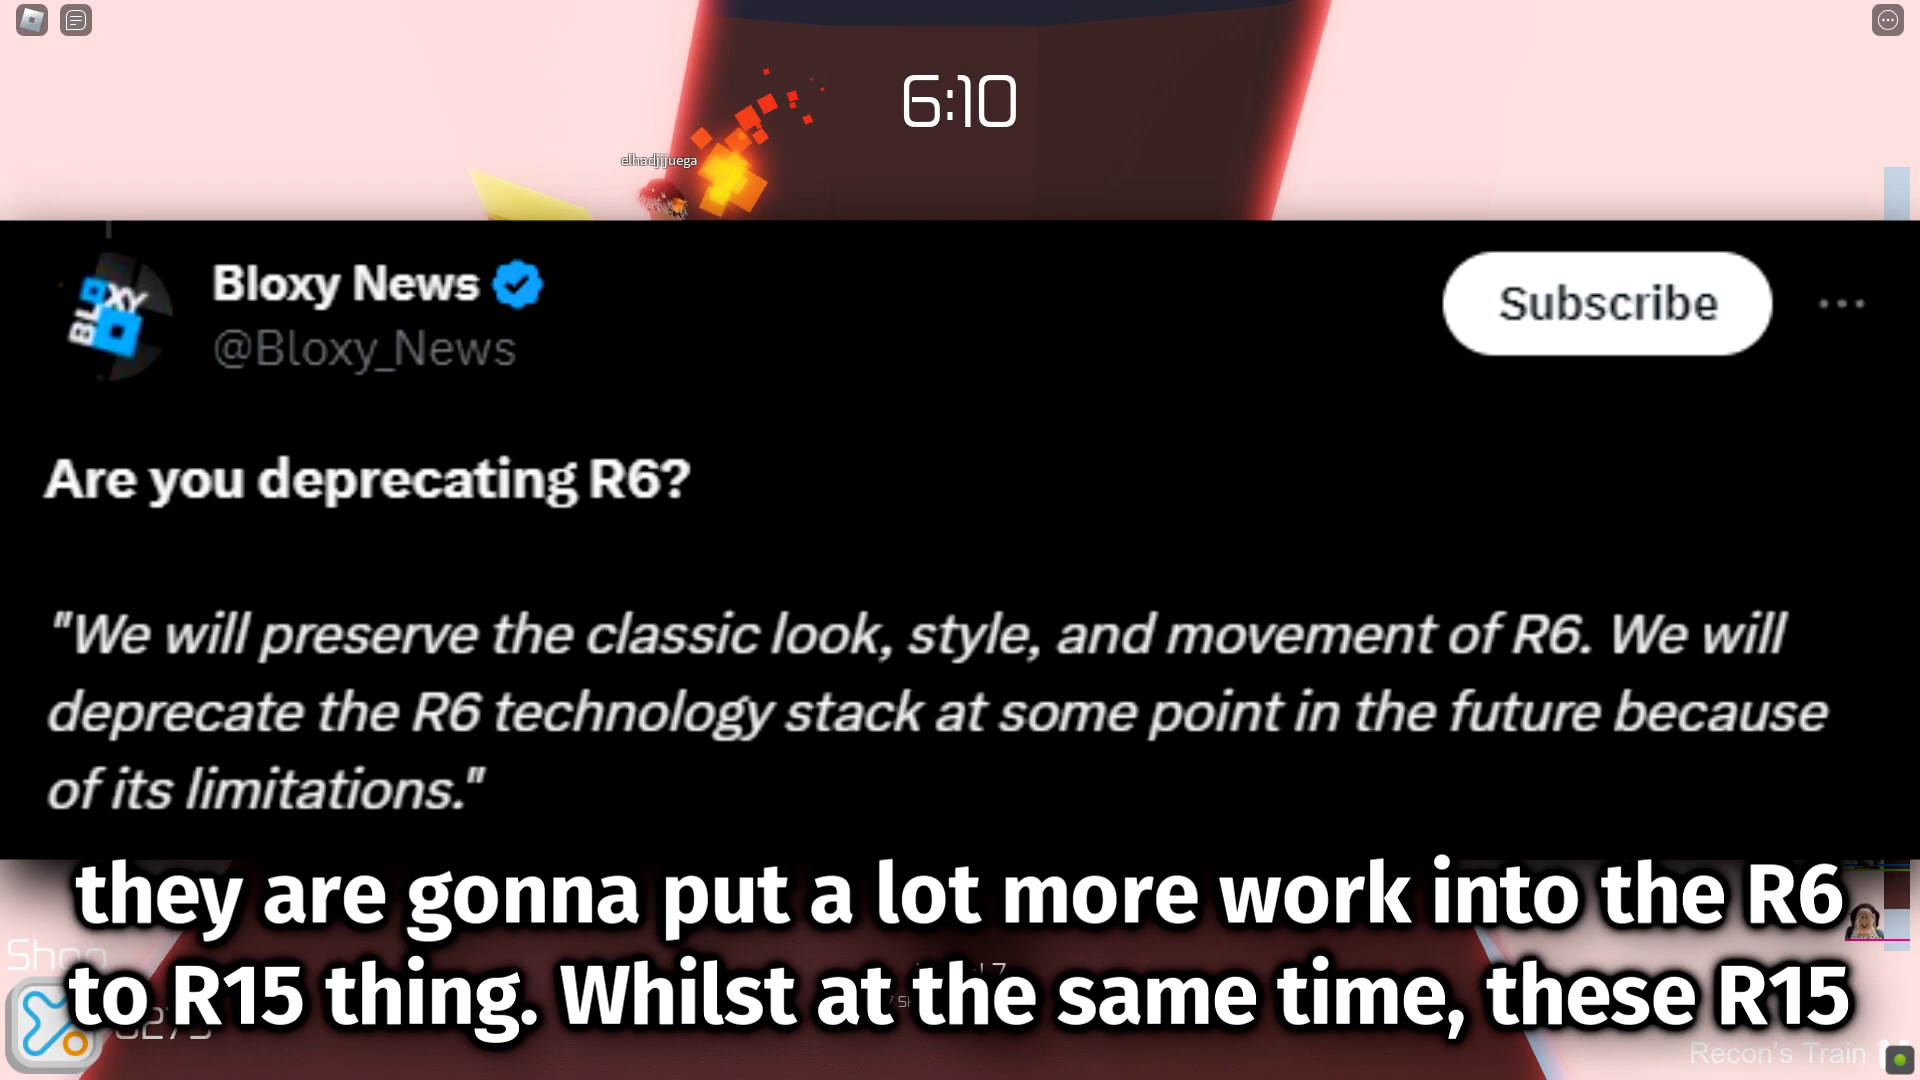 6:10
elhadjijuega
BLOXY
Bloxy News
@Bloxy_News
Subscribe
Are you deprecating R6?
"We will preserve the classic look, style, and movement of R6. We will
deprecate the R6 technology stack at some point in the future because
of its limitations."
they are gonna put a lot more work into the R6
to R15 thing. Whilst at the same time, these R15
Shop
Recon's Train